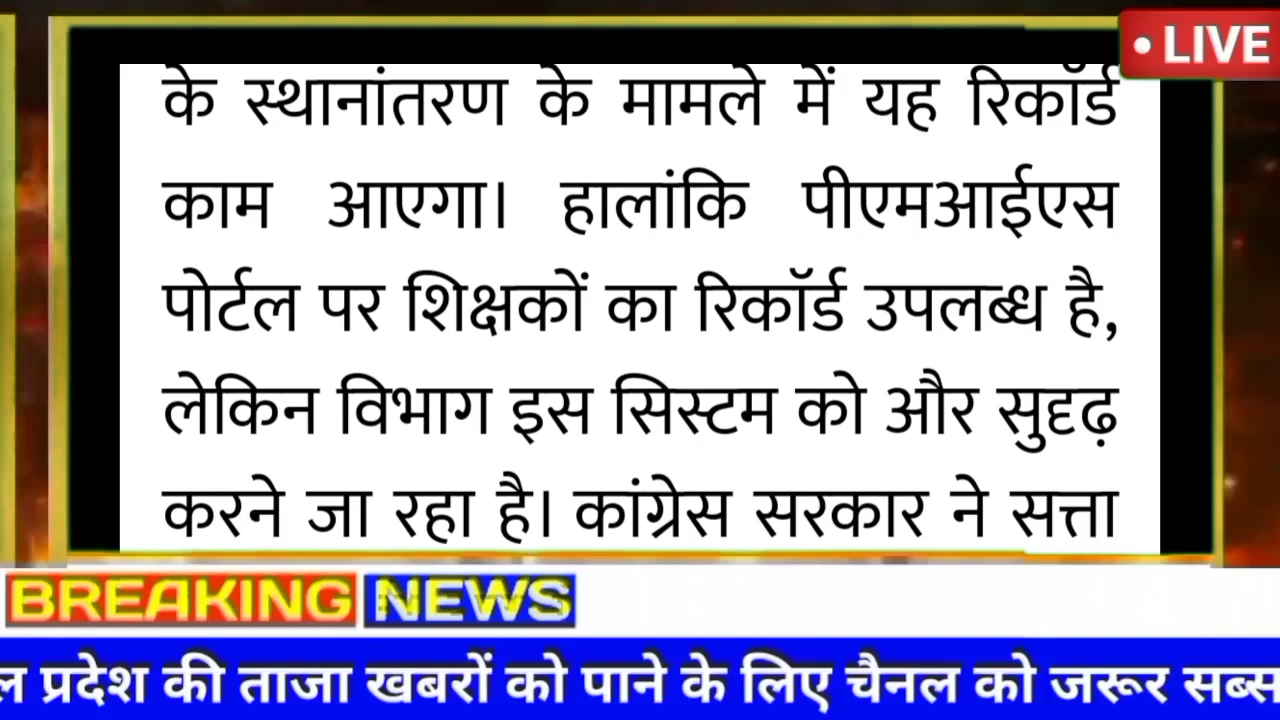 LIVE
के स्थानांतरण के मामले में यह रिकॉर्ड
काम आएगा। हालांकि पीएमआईएस
पोर्टल पर शिक्षकों का रिकॉर्ड उपलब्ध है,
लेकिन विभाग इस सिस्टम को और सुदृढ़
करने जा रहा है। कांग्रेस सरकार ने सत्ता
BREAKING NEWS
प्रदेश की ताजा खबरों को पाने के लिए चैनल को जरूर